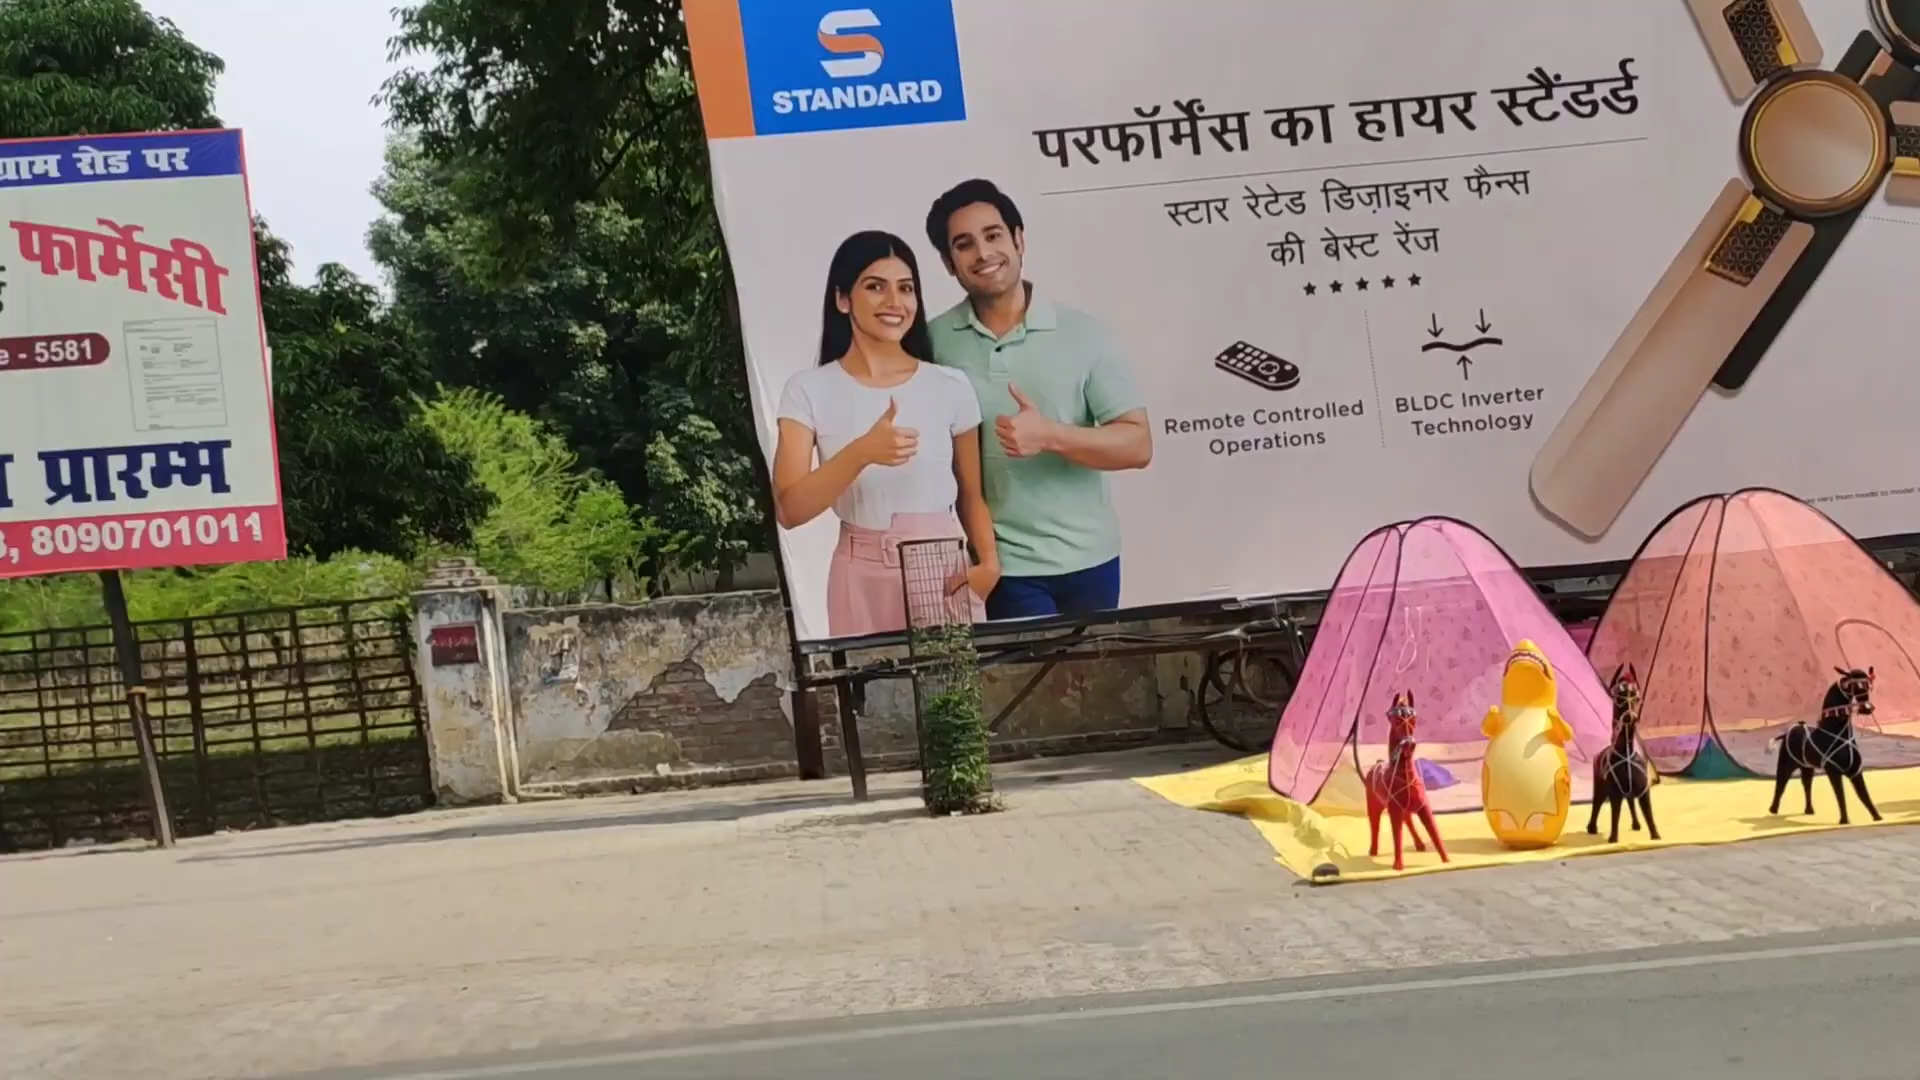 रोड पर
फार्मेसी
- 5581
प्रारम्भ
8090701011
STANDARD
परफॉर्मेंस का हायर स्टैंडर्ड
स्टार रेटेड डिज़ाइनर फैन्स
की बेस्ट रेंज
Remote Controlled
Operations
BLDC Inverter
Technology